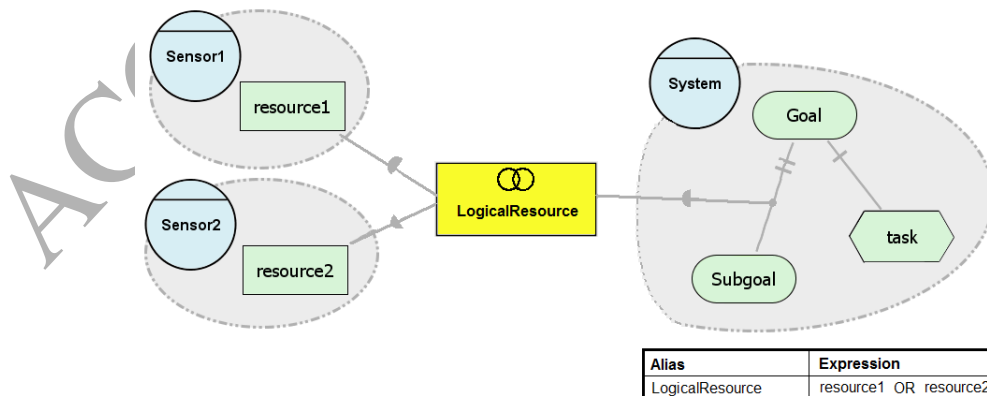 Sensor1
resource1
Sensor2
resource2
LogicalResource
System
Goal
task
Subgoal
Alias Expression
LogicalResource resource1 OR resource2